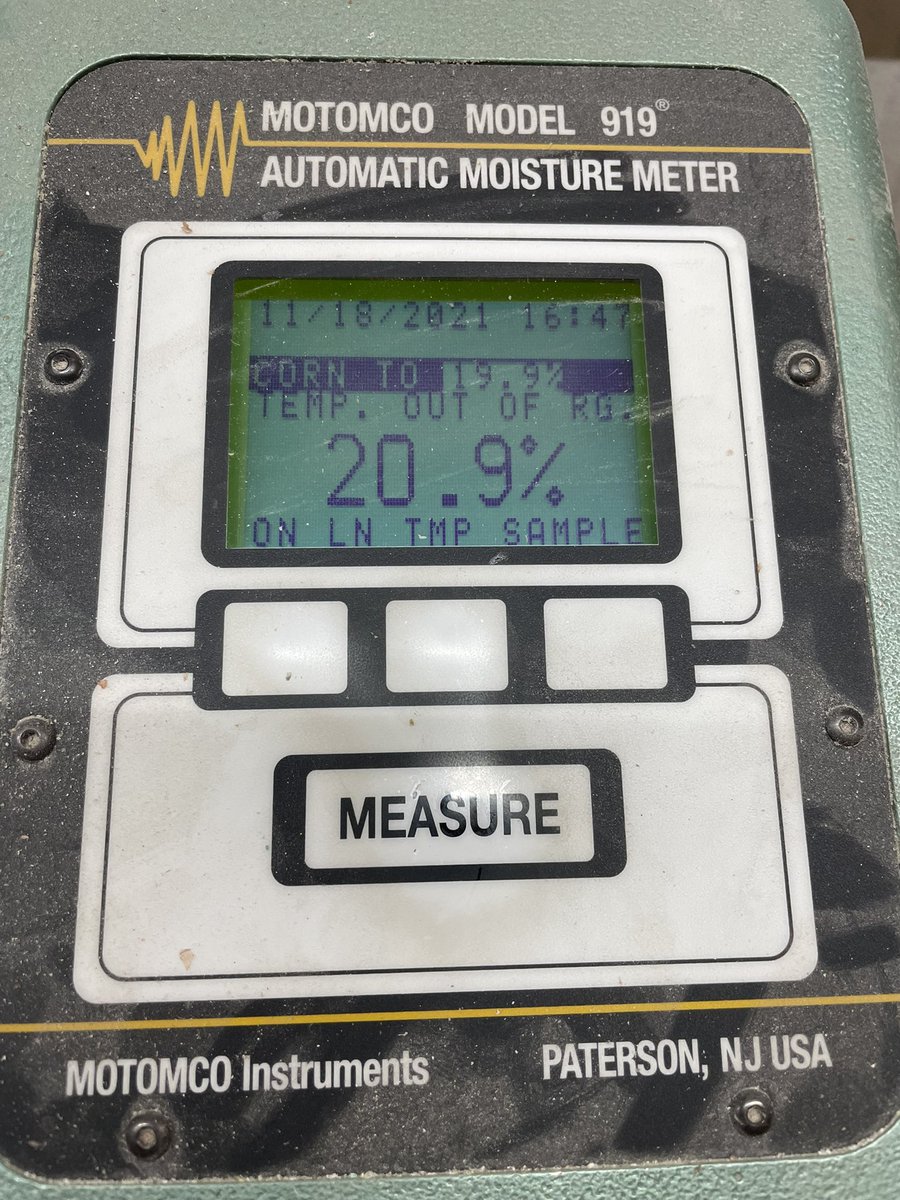 MOTOMCO MODEL 919®
AUTOMATIC MOISTURE METER
11/18/2021 16:47
CORN TO 19.9%
TEMP. OUT OF RG.
20.9%
ON LN TMP SAMPLE
MEASURE
MOTOMCO Instruments
PATERSON, NJ USA